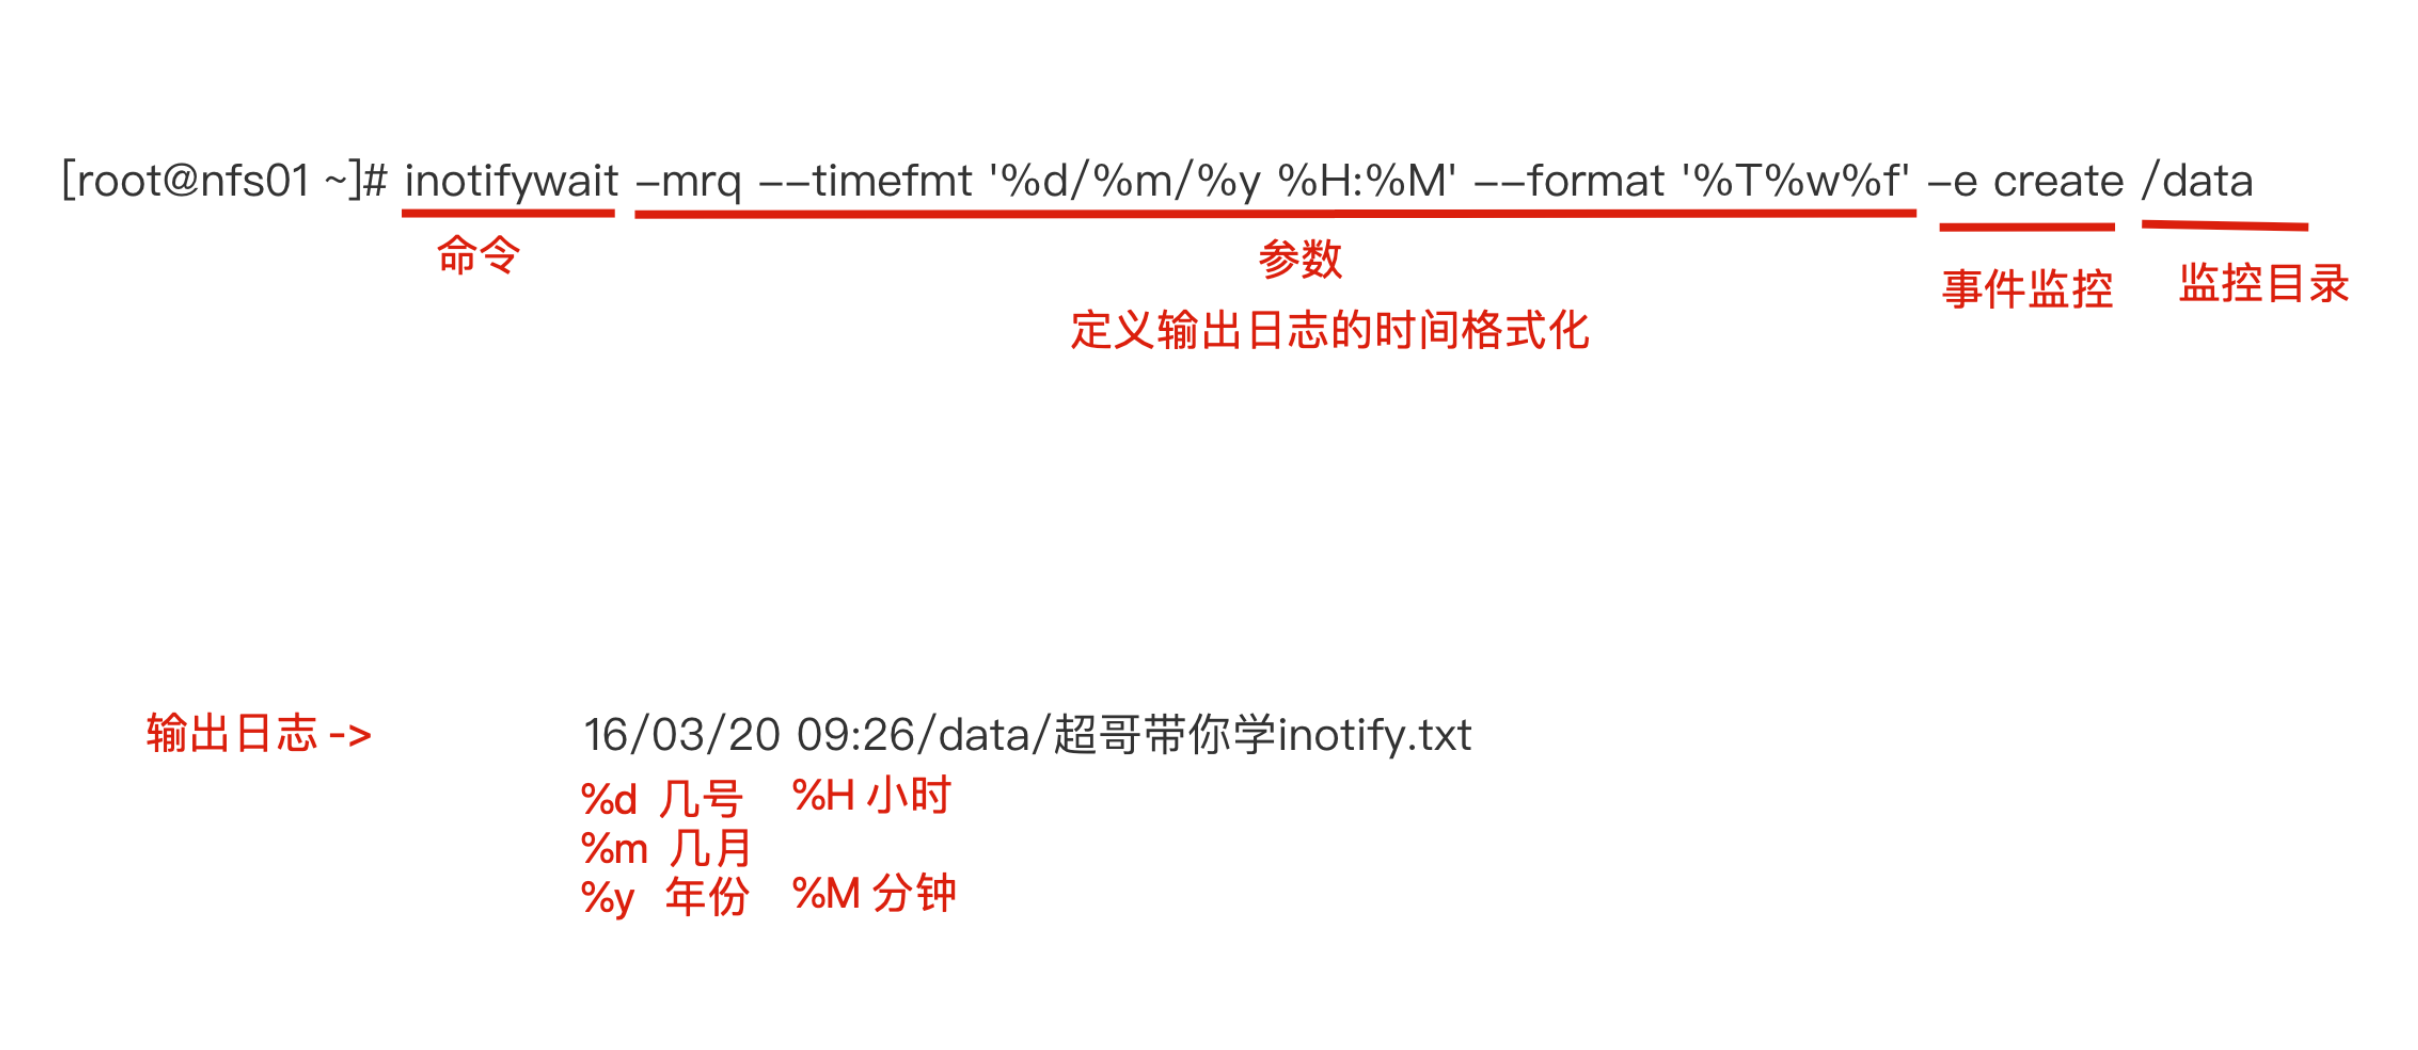 [root@nfs01 ~]# inotifywait –mrq ––timefmt '%d/%m/%y %H:%M' ––format '%T%w%f' –e create /data
命令
参数
事件监控
监控目录
定义输出日志的时间格式化
输出日志 ->
16/03/20 09:26/data/超哥带你学inotify.txt
%d 几号 %H 小时
%m 几月
%y 年份 %M 分钟